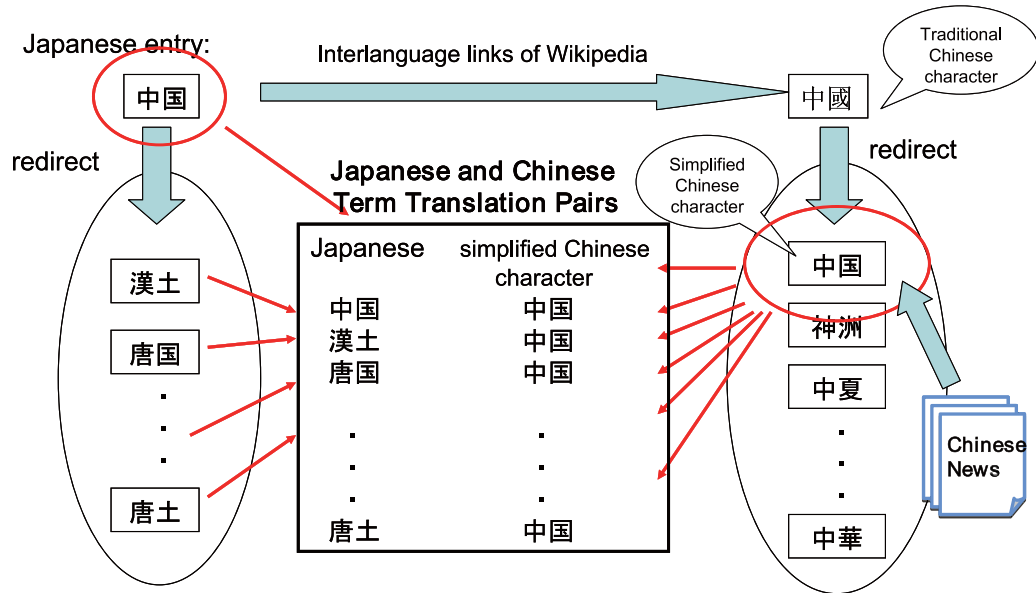 Japanese entry:
中国
Interlanguage links of Wikipedia
中國
Traditional
Chinese
character
redirect
redirect
漢土
唐国
・
・
・
唐土
Japanese and Chinese
Term Translation Pairs
Japanese
simplified Chinese
character
中国 中国
漢土 中国
唐国 中国
・ ・
・ ・
・ ・
唐土 中国
Simplified
Chinese
character
中国
神洲
中夏
・
・
・
中華
Chinese
News